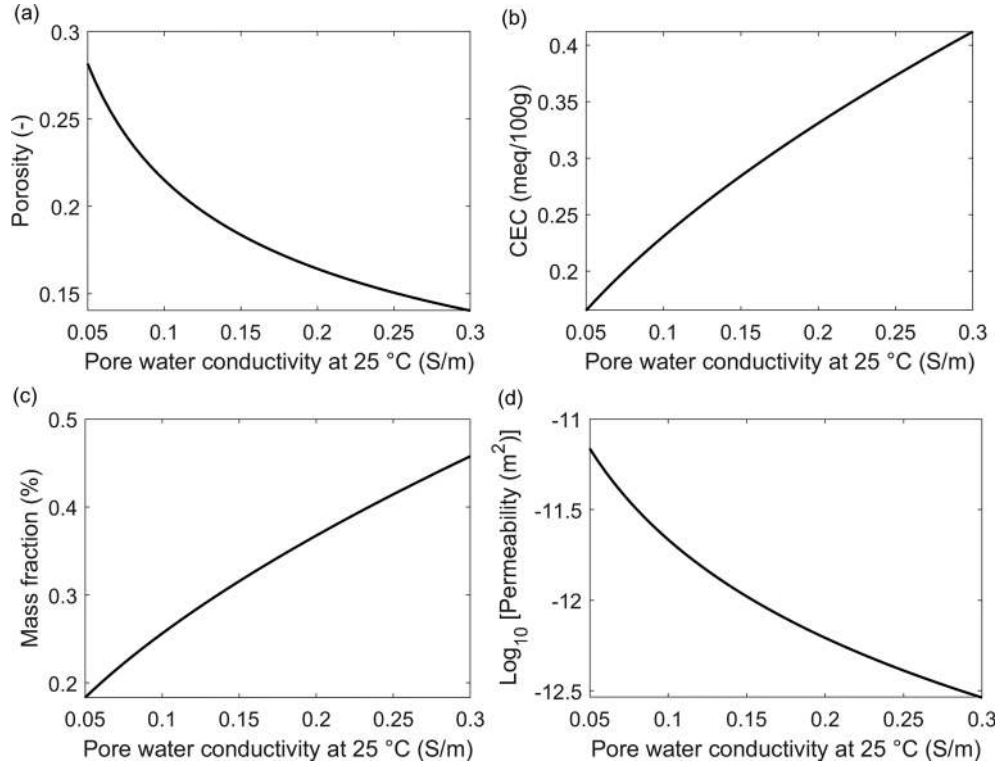 (a)
0.3
0.25
0.2
0.15
Porosity (-)
0.05 0.1 0.15 0.2 0.25 0.3
Pore water conductivity at 25 °C (S/m)
(b)
0.4
0.35
0.3
0.25
0.2
CEC (meq/100g)
0.05 0.1 0.15 0.2 0.25 0.3
Pore water conductivity at 25 °C (S/m)
(c)
0.5
0.4
0.3
0.2
Mass fraction (%)
0.05 0.1 0.15 0.2 0.25 0.3
Pore water conductivity at 25 °C (S/m)
(d)
-11
-11.5
-12
-12.5
Log₁₀ [Permeability (m²)]
0.05 0.1 0.15 0.2 0.25 0.3
Pore water conductivity at 25 °C (S/m)